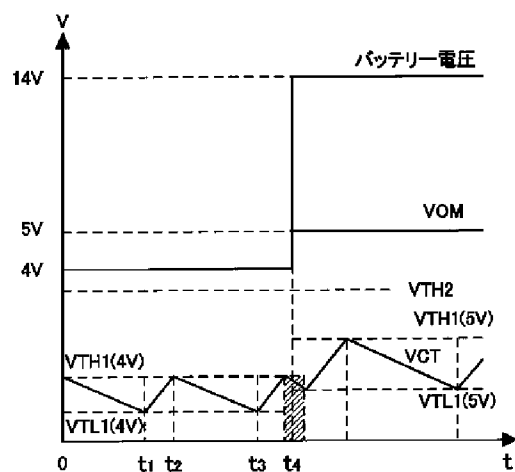 V
バッテリー電圧
14V
VOM
5V
4V
VTH2
VTH1(5V)
VTH1(4V)
VCT
VTL1(5V)
VTL1(4V)
0
t1
t2
t3
t4
t